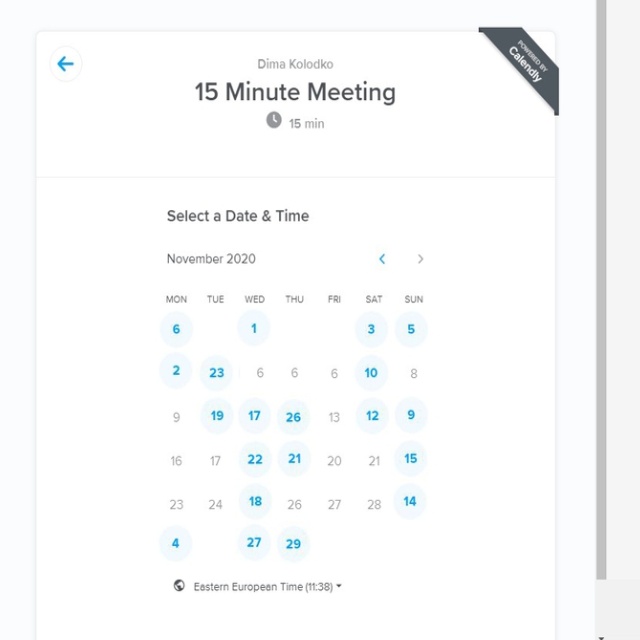 POWERED BY
Calendly
Dima Kolodko
15 Minute Meeting
15 min
Select a Date & Time
November 2020
MON TUE WED THU FRI SAT SUN
6 1 3 5
2 23 6 6 6 10 8
9 19 17 26 13 12 9
16 17 22 21 20 21 15
23 24 18 26 27 28 14
4 27 29
Eastern European Time (11:38)